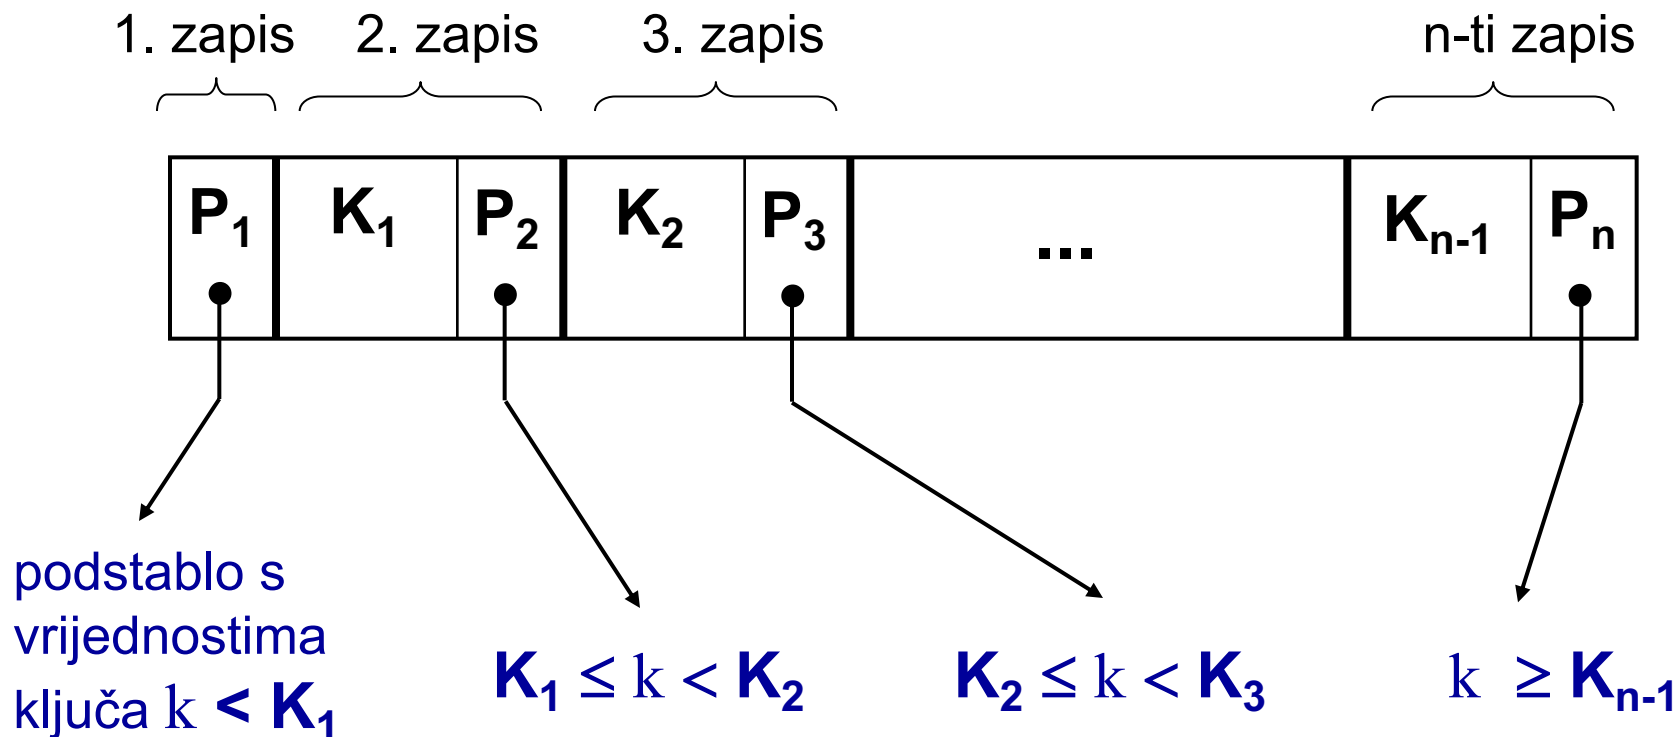 1. zapis 2. zapis 3. zapis n-ti zapis
P₁ K₁ P₂ K₂ P₃ ... Kₙ₋₁ Pₙ
podstablo s
vrijednostima
ključa k < K₁
K₁ ≤ k < K₂
K₂ ≤ k < K₃
k ≥ Kₙ₋₁